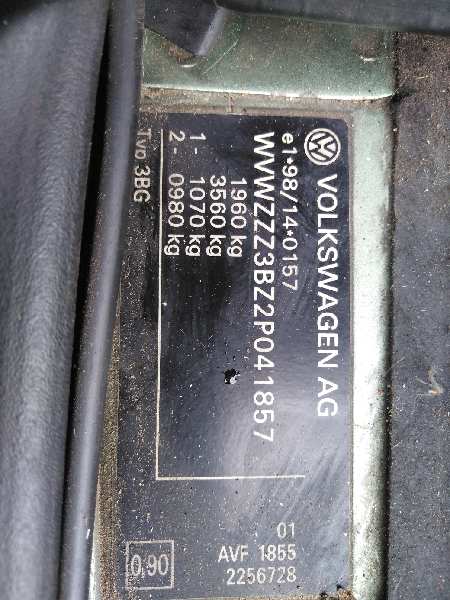 VOLKSWAGEN AG
e1*98/14*0157
WVWZZZ3BZ2P041857
1960 kg
3560 kg
1- 1070 kg
2- 0980 kg
Typ 3BG
01
AVF 1855
2256728
0,90